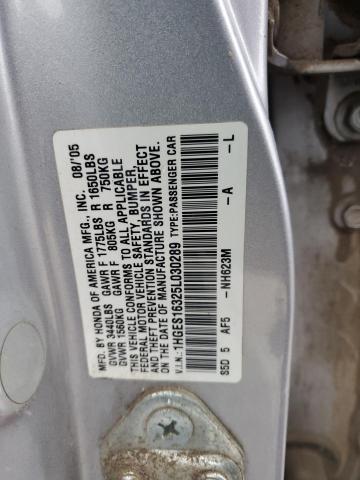 MFD. BY HONDA OF AMERICA MFG., INC. 08/'05
GVWR 3440LBS GAWR F 1775LBS R 1650LBS
GVWR 1560KG GAWR F 805KG R 750KG
THIS VEHICLE CONFORMS TO ALL APPLICABLE
FEDERAL MOTOR VEHICLE SAFETY, BUMPER,
AND THEFT PREVENTION STANDARDS IN EFFECT
ON THE DATE OF MANUFACTURE SHOWN ABOVE.
V.I.N.: 1HGES16325L030289 TYPE:PASSENGER CAR
S5D 5 AF5 -NH623M -A -L